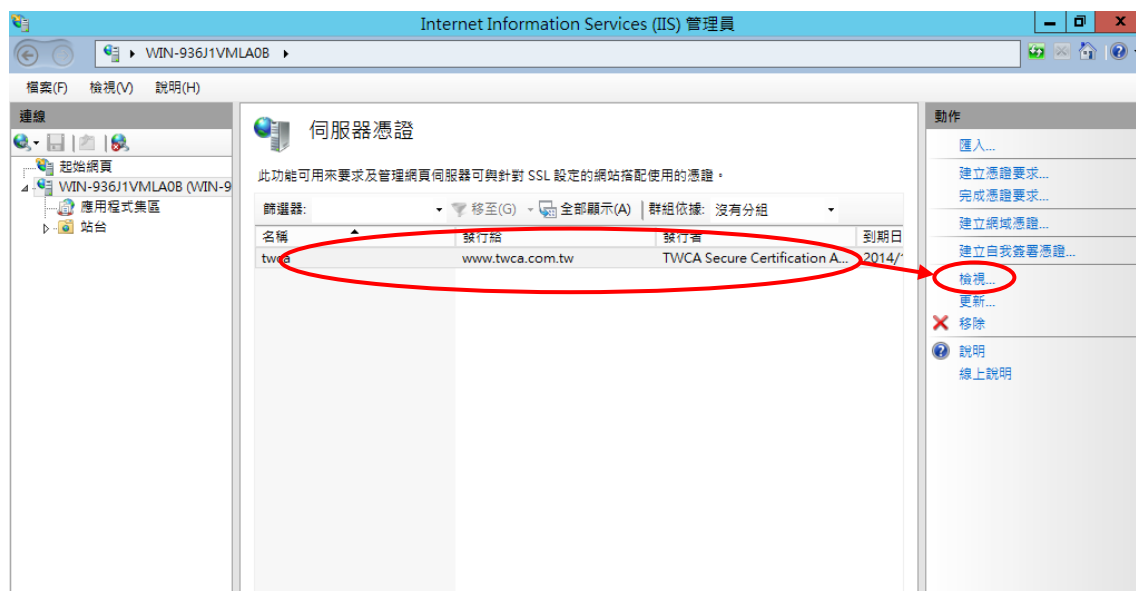 Internet Information Services (IIS) 管理員
WIN-936J1VMLA0B
檔案(F) 檢視(V) 說明(H)
連線
起始網頁
WIN-936J1VMLA0B (WIN-9
應用程式集區
站台
伺服器憑證
此功能可用來要求及管理網頁伺服器可與針對 SSL 設定的網站搭配使用的憑證。
篩選器: 移至(G) 全部顯示(A) 群組依據: 沒有分組
名稱 發行給 發行者 到期日
twca www.twca.com.tw TWCA Secure Certification A... 2014/
動作
匯入...
建立憑證要求...
完成憑證要求...
建立網域憑證...
建立自我簽署憑證...
檢視...
更新...
移除
說明
線上說明